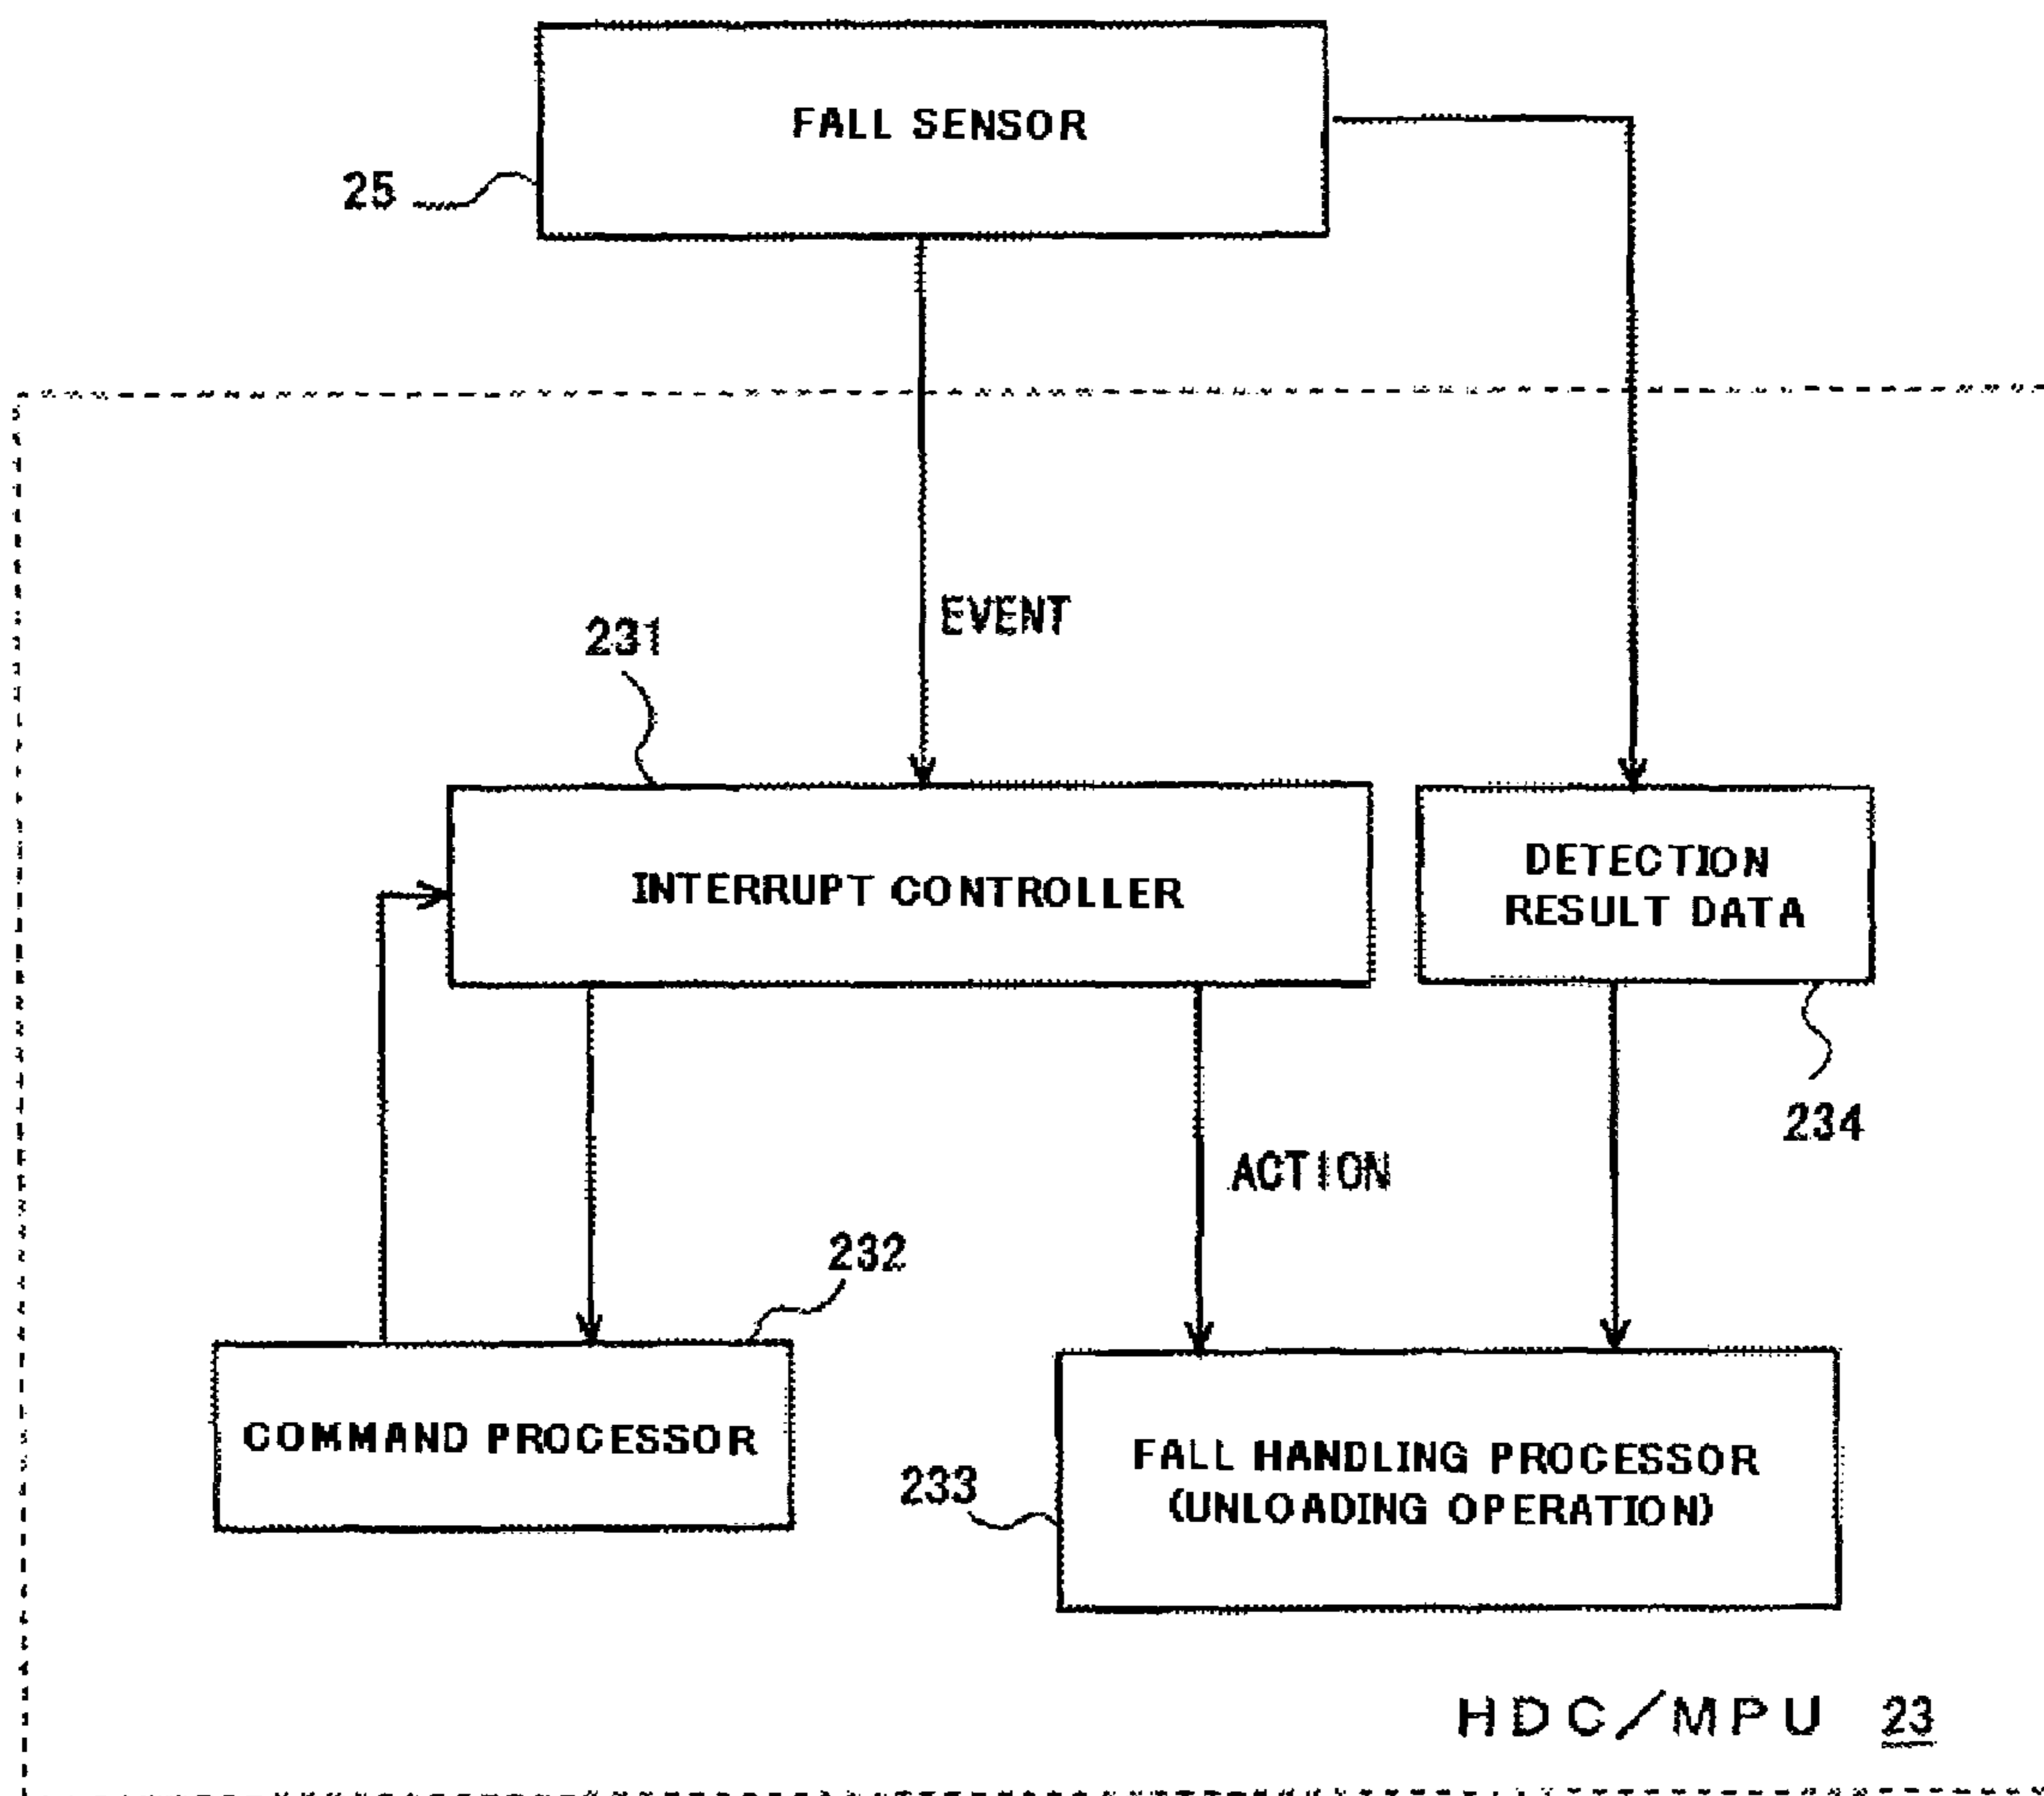 FALL SENSOR
25
EVENT
231
INTERRUPT CONTROLLER
DETECTION
RESULT DATA
234
ACTION
232
COMMAND PROCESSOR
FALL HANDLING PROCESSOR
(UNLOADING OPERATION)
233
HDC/MPU 23